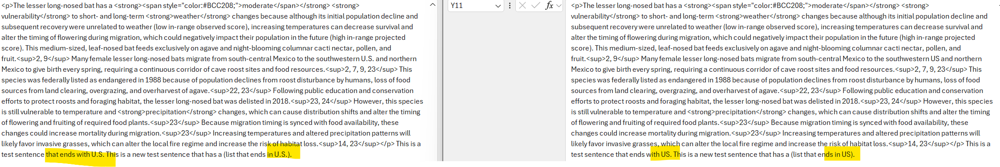 <p>The lesser long-nosed bat has a <strong><span style="color:#BCC208;">moderate</span></strong> <strong>
vulnerability</strong> to short- and long-term <strong>weather</strong> changes because although its initial population decline and
subsequent recovery were unrelated to weather (low in-range observed score), increasing temperatures can decrease survival and
alter the timing of flowering during migration, which could negatively impact their population in the future (high in-range projected
score). This medium-sized, leaf-nosed bat feeds exclusively on agave and night-blooming columnar cacti nectar, pollen, and
fruit.<sup>2, 9</sup> Many female lesser long-nosed bats migrate from south-central Mexico to the southwestern U.S. and northern
Mexico to give birth every spring, requiring a continuous corridor of cave roost sites and food resources.<sup>2, 7, 9, 23</sup> This
species was federally listed as endangered in 1988 because of population declines from roost disturbance by humans, loss of food
sources from land clearing, overgrazing, and overharvest of agave.<sup>22, 23</sup> Following public education and conservation
efforts to protect roosts and foraging habitat, the lesser long-nosed bat was delisted in 2018.<sup>23, 24</sup> However, this species
is still vulnerable to temperature and <strong>precipitation</strong> changes, which can cause distribution shifts and alter the timing
of flowering and fruiting of required food plants.<sup>23</sup> Because migration timing is synced with food availability, these
changes could increase mortality during migration.<sup>23</sup> Increasing temperatures and altered precipitation patterns will
likely favor invasive grasses, which can alter the local fire regime and increase the risk of habitat loss.<sup>14, 23</sup></p> This is a
test sentence that ends with U.S. This is a new test sentence that has a (list that ends in U.S.).
Y11
fx
<p>The lesser long-nosed bat has a <strong><span style="color:#BCC208;">moderate</span></strong> <strong>
vulnerability</strong> to short- and long-term <strong>weather</strong> changes because although its initial population decline and
subsequent recovery were unrelated to weather (low in-range observed score), increasing temperatures can decrease survival and
alter the timing of flowering during migration, which could negatively impact their population in the future (high in-range projected
score). This medium-sized, leaf-nosed bat feeds exclusively on agave and night-blooming columnar cacti nectar, pollen, and
fruit.<sup>2, 9</sup> Many female lesser long-nosed bats migrate from south-central Mexico to the southwestern US and northern
Mexico to give birth every spring, requiring a continuous corridor of cave roost sites and food resources.<sup>2, 7, 9, 23</sup> This
species was federally listed as endangered in 1988 because of population declines from roost disturbance by humans, loss of food
sources from land clearing, overgrazing, and overharvest of agave.<sup>22, 23</sup> Following public education and conservation
efforts to protect roosts and foraging habitat, the lesser long-nosed bat was delisted in 2018.<sup>23, 24</sup> However, this species
is still vulnerable to temperature and <strong>precipitation</strong> changes, which can cause distribution shifts and alter the timing
of flowering and fruiting of required food plants.<sup>23</sup> Because migration timing is synced with food availability, these
changes could increase mortality during migration.<sup>23</sup> Increasing temperatures and altered precipitation patterns will
likely favor invasive grasses, which can alter the local fire regime and increase the risk of habitat loss.<sup>14, 23</sup></p> This is a
test sentence that ends with US. This is a new test sentence that has a (list that ends in US).